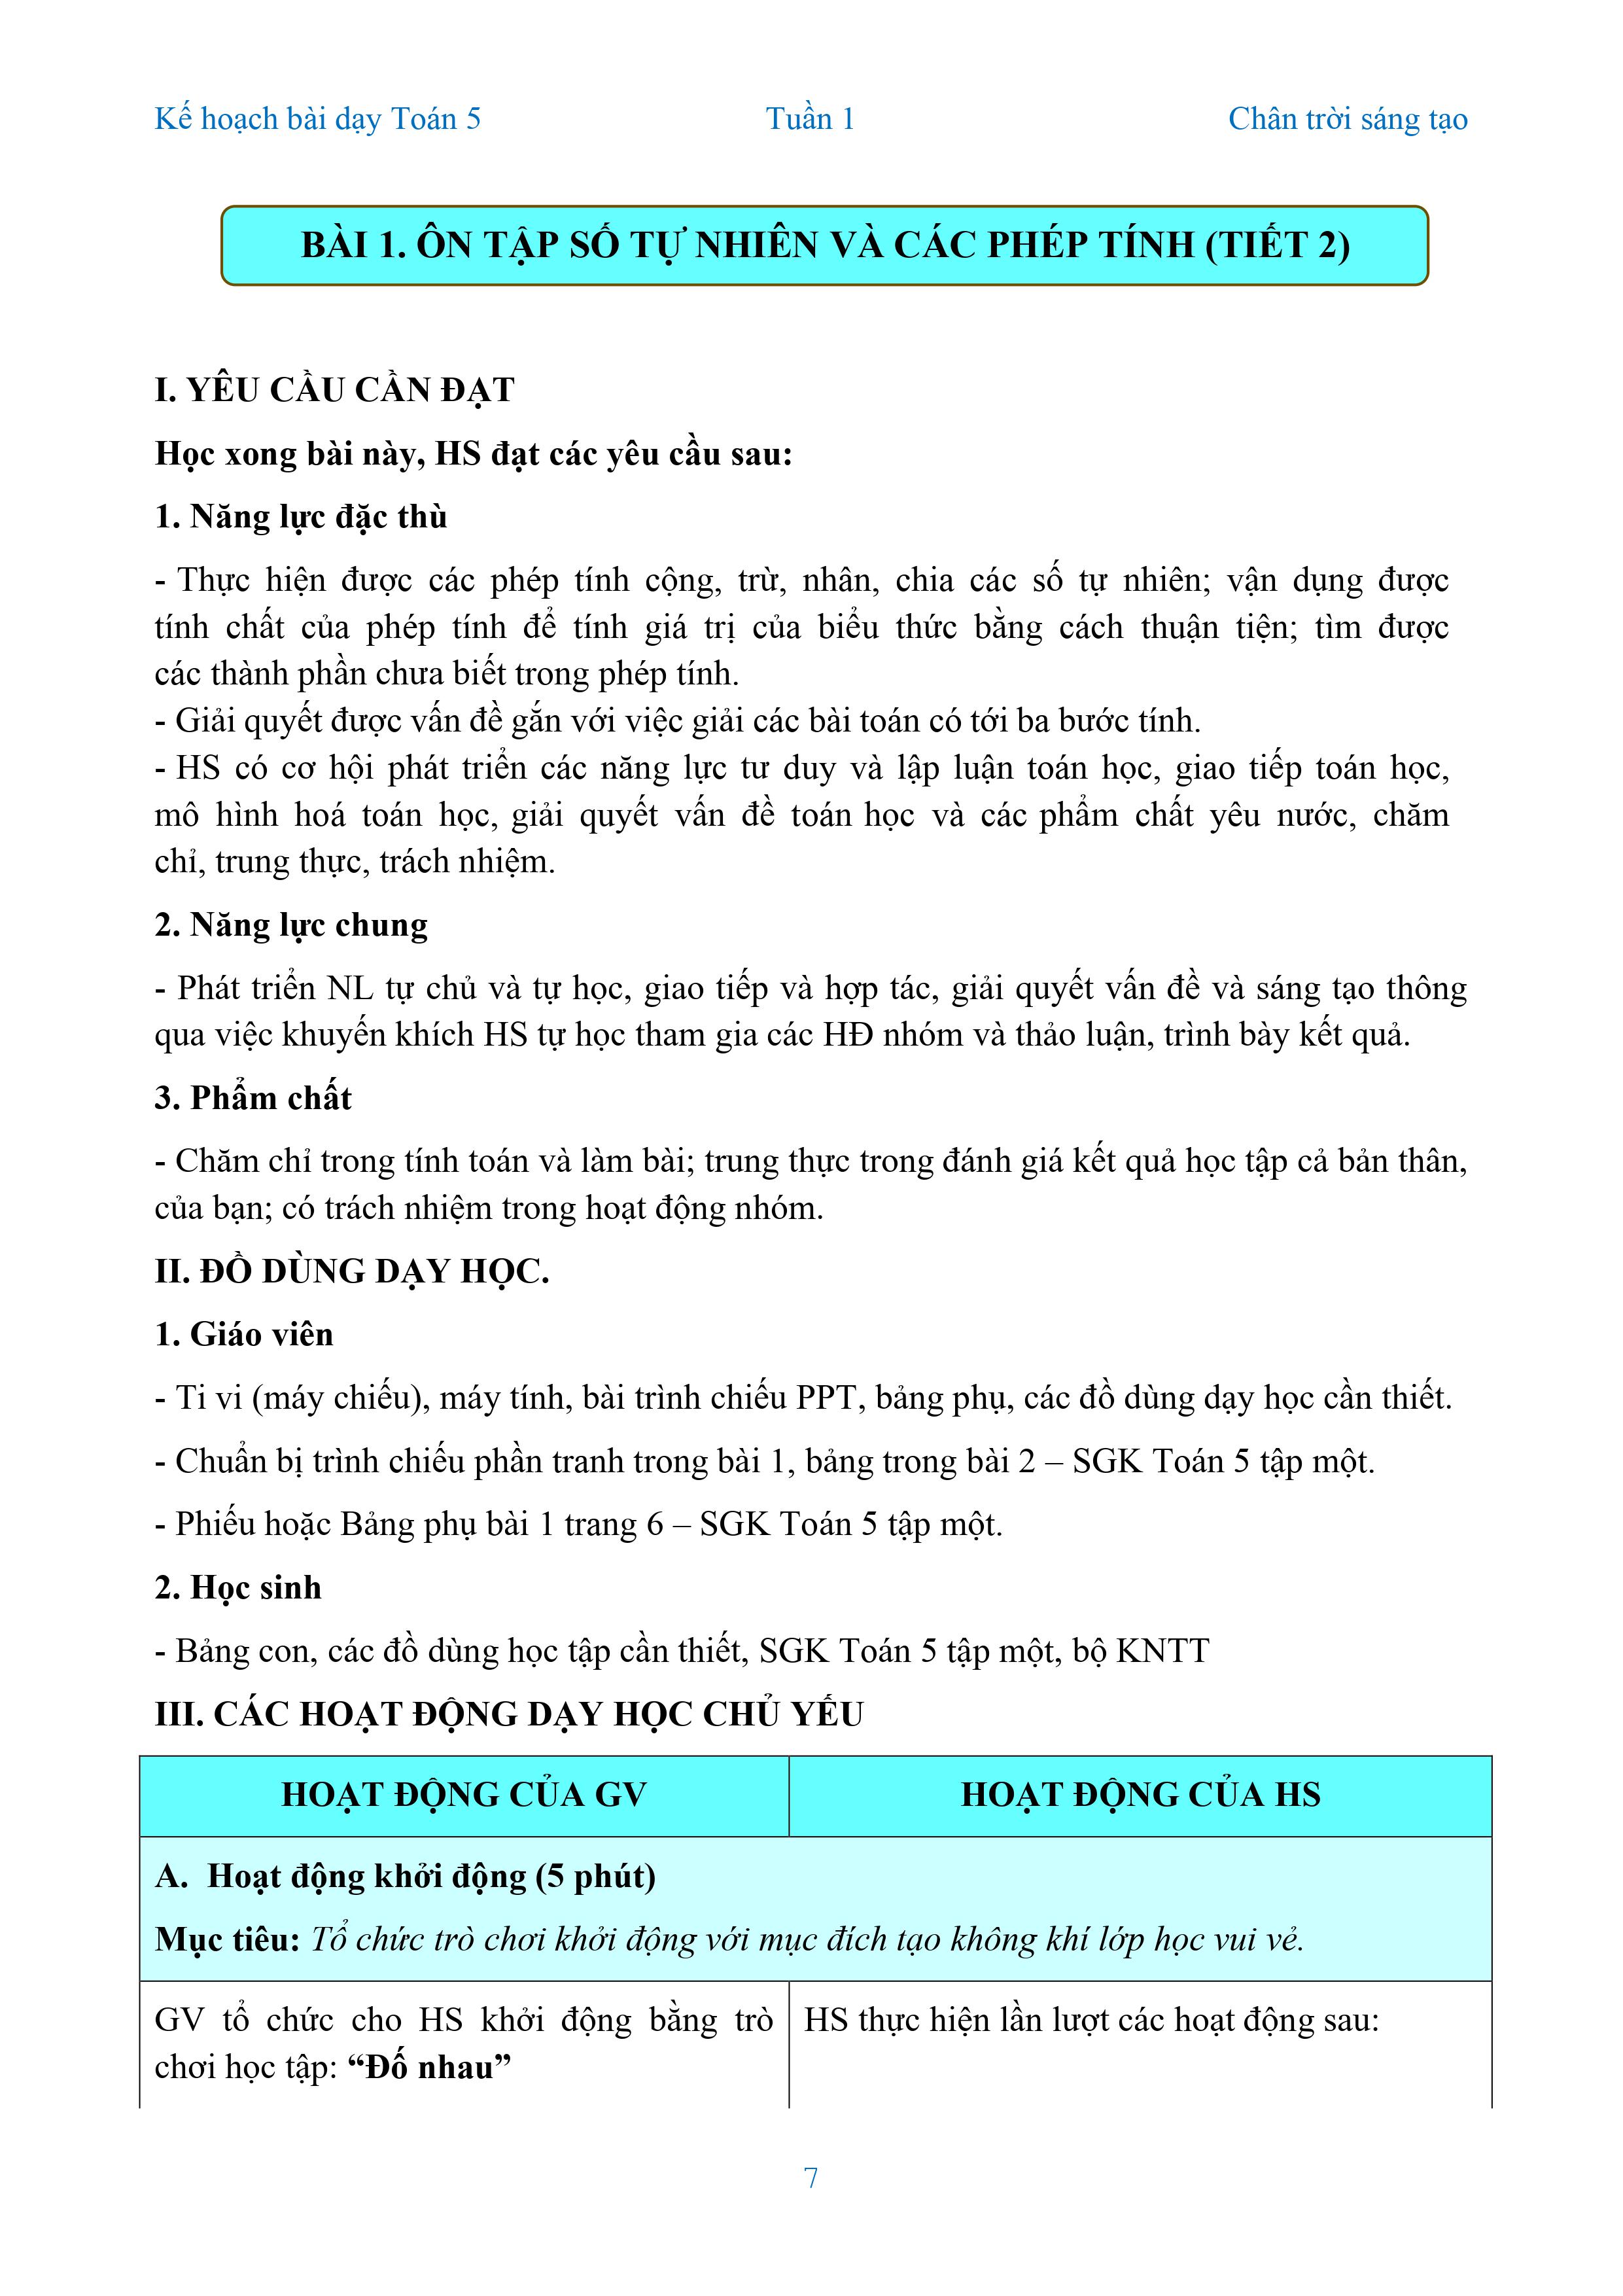 Kế hoạch bài dạy Toán 5 Tuần 1 Chân trời sáng tạo
BÀI 1. ÔN TẬP SỐ TỰ NHIÊN VÀ CÁC PHÉP TÍNH (TIẾT 2)
I. YÊU CẦU CẦN ĐẠT
Học xong bài này, HS đạt các yêu cầu sau:
1. Năng lực đặc thù
- Thực hiện được các phép tính cộng, trừ, nhân, chia các số tự nhiên; vận dụng được
tính chất của phép tính để tính giá trị của biểu thức bằng cách thuận tiện; tìm được
các thành phần chưa biết trong phép tính.
- Giải quyết được vấn đề gắn với việc giải các bài toán có tới ba bước tính.
- HS có cơ hội phát triển các năng lực tư duy và lập luận toán học, giao tiếp toán học,
mô hình hoá toán học, giải quyết vấn đề toán học và các phẩm chất yêu nước, chăm
chỉ, trung thực, trách nhiệm.
2. Năng lực chung
- Phát triển NL tự chủ và tự học, giao tiếp và hợp tác, giải quyết vấn đề và sáng tạo thông
qua việc khuyến khích HS tự học tham gia các HĐ nhóm và thảo luận, trình bày kết quả.
3. Phẩm chất
- Chăm chỉ trong tính toán và làm bài; trung thực trong đánh giá kết quả học tập cả bản thân,
của bạn; có trách nhiệm trong hoạt động nhóm.
II. ĐỒ DÙNG DẠY HỌC.
1. Giáo viên
- Ti vi (máy chiếu), máy tính, bài trình chiếu PPT, bảng phụ, các đồ dùng dạy học cần thiết.
- Chuẩn bị trình chiếu phần tranh trong bài 1, bảng trong bài 2 – SGK Toán 5 tập một.
- Phiếu hoặc Bảng phụ bài 1 trang 6 – SGK Toán 5 tập một.
2. Học sinh
- Bảng con, các đồ dùng học tập cần thiết, SGK Toán 5 tập một, bộ KNTT
III. CÁC HOẠT ĐỘNG DẠY HỌC CHỦ YẾU
HOẠT ĐỘNG CỦA GV HOẠT ĐỘNG CỦA HS
A. Hoạt động khởi động (5 phút)
Mục tiêu: Tổ chức trò chơi khởi động với mục đích tạo không khí lớp học vui vẻ.
GV tổ chức cho HS khởi động bằng trò
chơi học tập: “Đố nhau”
HS thực hiện lần lượt các hoạt động sau:
7